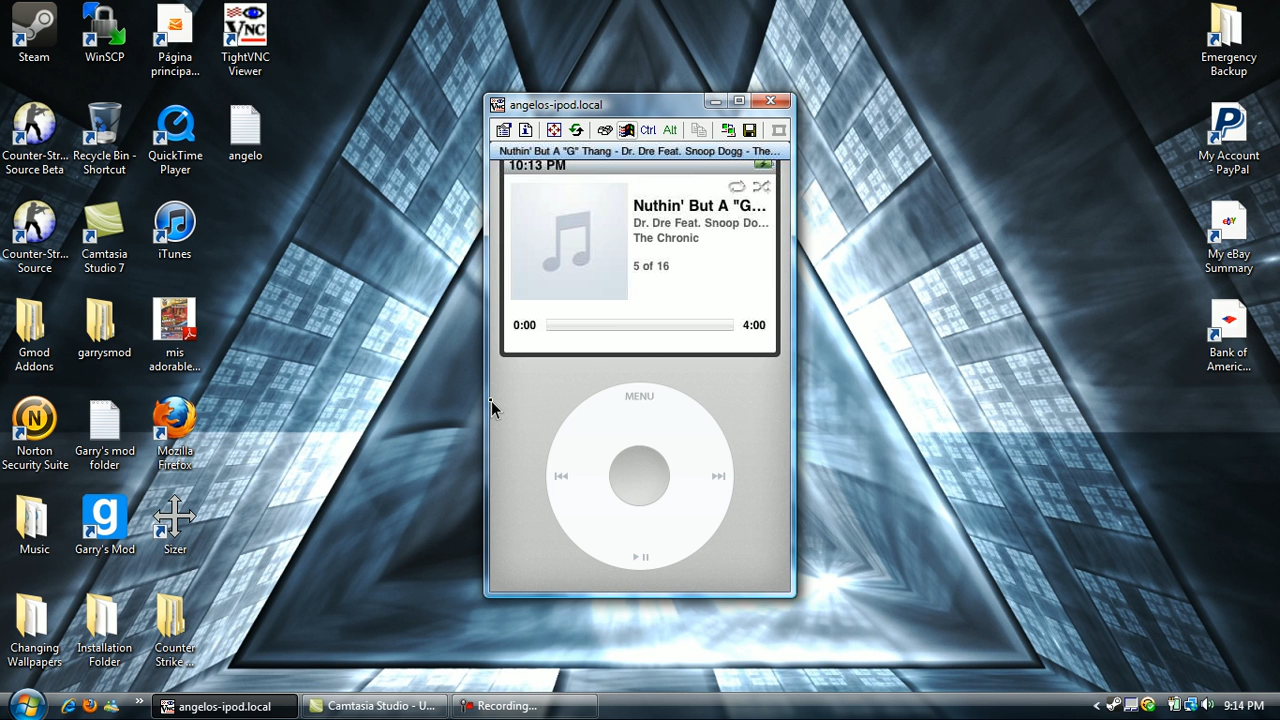 Steam
WinSCP
Página
principa...
TightVNC
Viewer
Emergency
Backup
Counter-Str...
Source Beta
Recycle Bin -
Shortcut
QuickTime
Player
angelo
My Account
- PayPal
Counter-Str...
Source
Camtasia
Studio 7
iTunes
My eBay
Summary
Gmod
Addons
garrysmod
mis
adorable...
Bank of
Americ...
Norton
Security Suite
Garry's mod
folder
Mozilla
Firefox
Music
Garry's Mod
Sizer
Changing
Wallpapers
Installation
Folder
Counter
Strike ...
angelos-ipod.local
Ctrl Alt
Nuthin' But A "G" Thang - Dr. Dre Feat. Snoop Dogg - The...
10:13 PM
Nuthin' But A "G...
Dr. Dre Feat. Snoop Do...
The Chronic
5 of 16
0:00 4:00
MENU
angelos-ipod.local
Camtasia Studio - U...
Recording...
9:14 PM